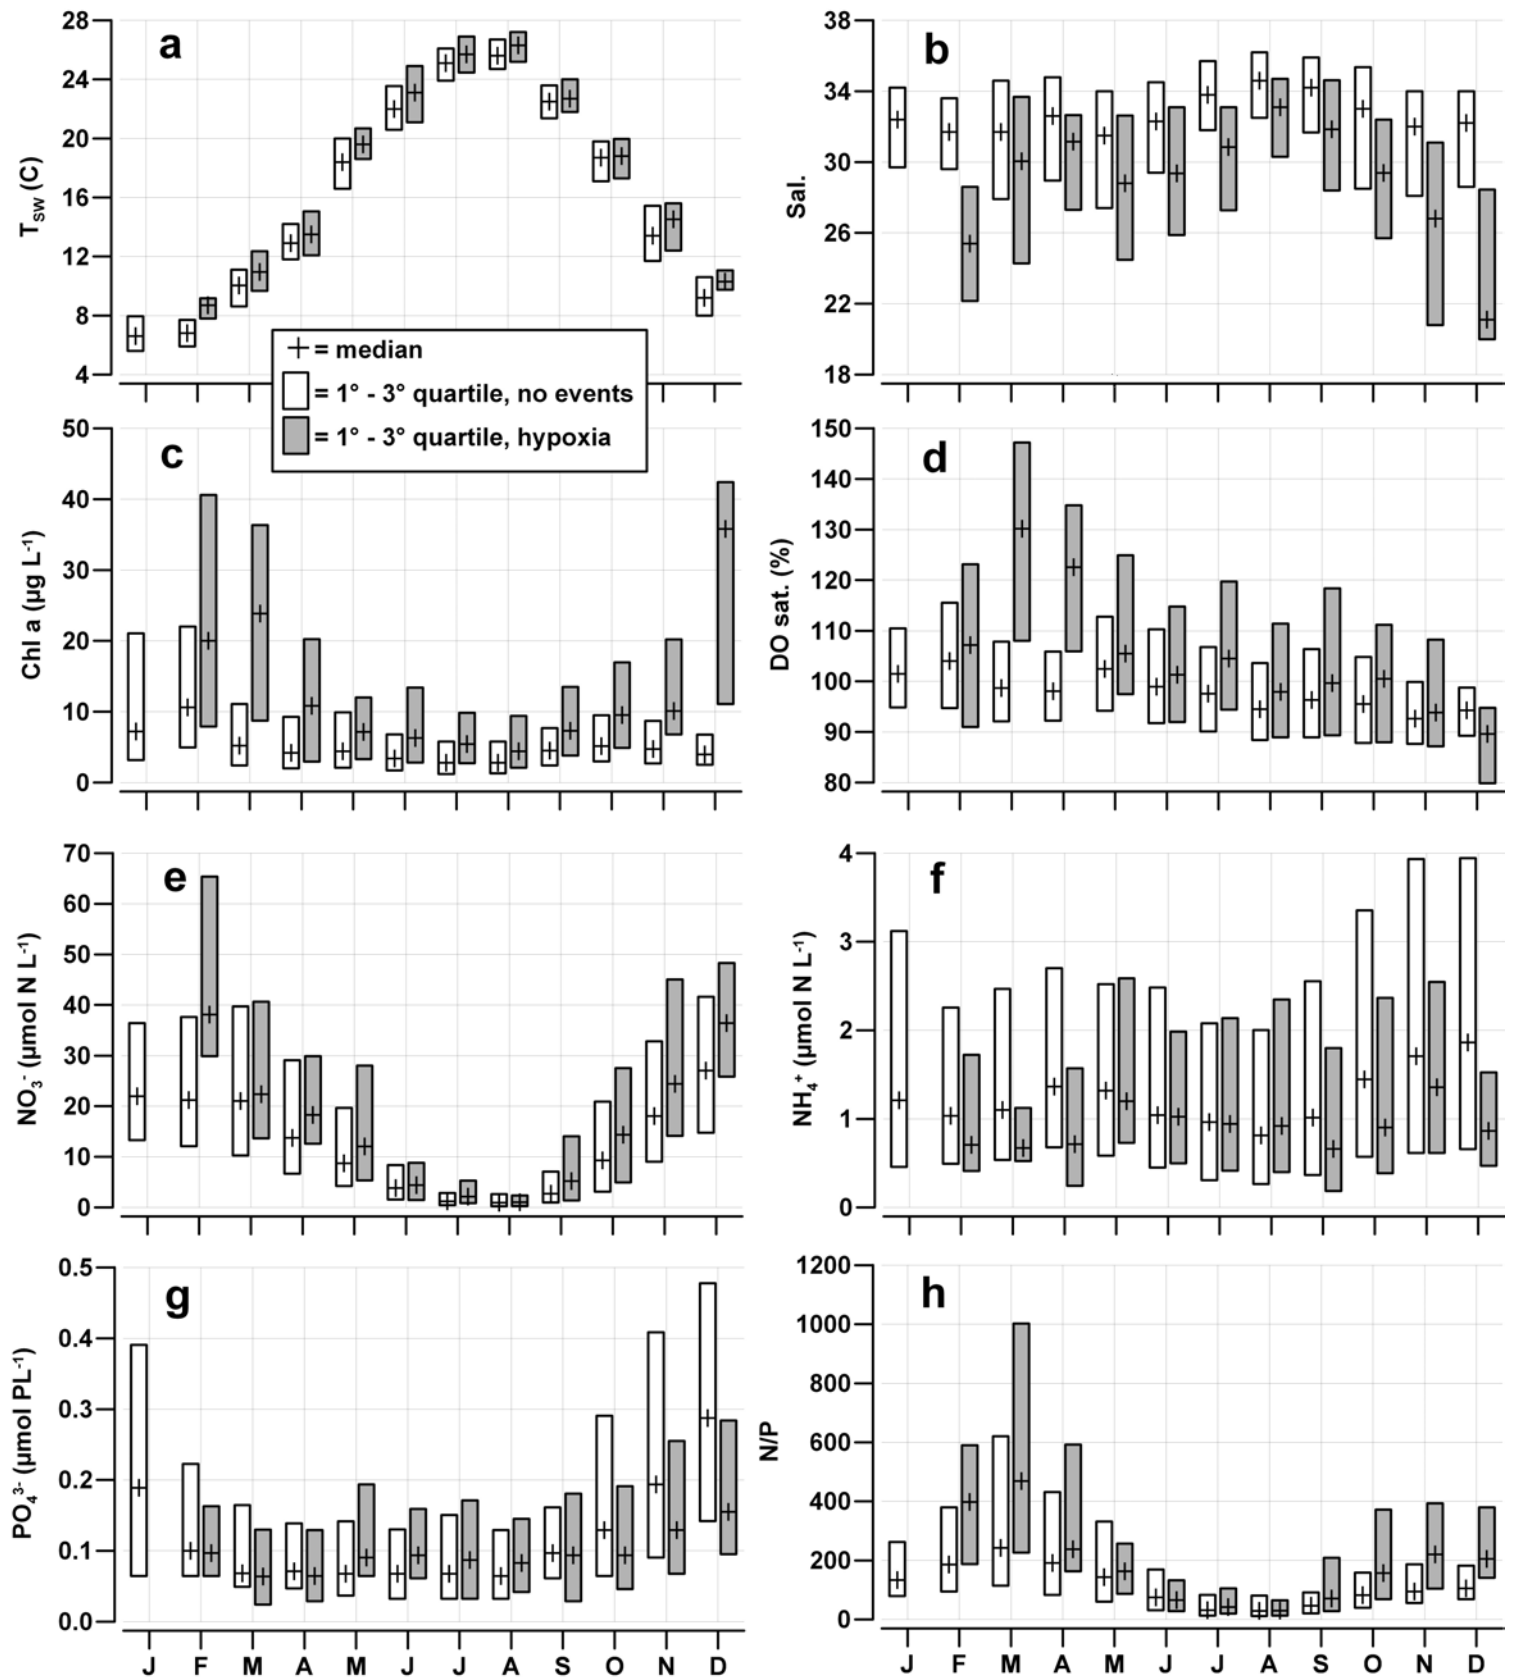 a
28
24
20
16
12
8
4
T_SW (C)
+ = median
= 1° - 3° quartile, no events
= 1° - 3° quartile, hypoxia
b
38
34
30
26
22
18
Sal.
c
50
40
30
20
10
0
Chl a (µg L⁻¹)
d
150
140
130
120
110
100
90
80
DO sat. (%)
e
70
60
50
40
30
20
10
0
NO₃⁻ (µmol N L⁻¹)
f
4
3
2
1
0
NH₄⁺ (µmol N L⁻¹)
g
0.5
0.4
0.3
0.2
0.1
0.0
PO₄³⁻ (µmol PL⁻¹)
J F M A M J J A S O N D
h
1200
1000
800
600
400
200
0
N/P
J F M A M J J A S O N D